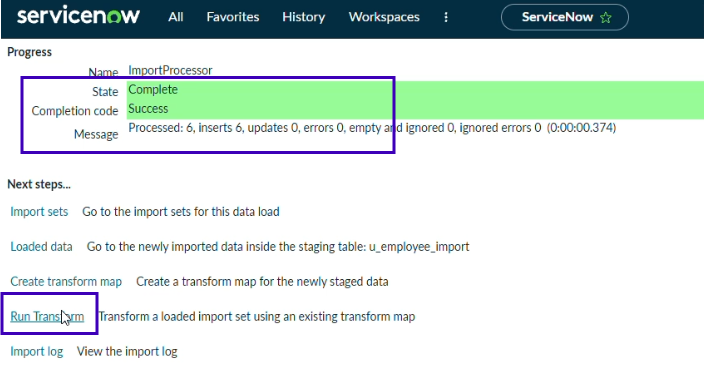 servicenow All Favorites History Workspaces ServiceNow
Progress
Name ImportProcessor
State Complete
Completion code Success
Message Processed: 6, inserts 6, updates 0, errors 0, empty and ignored 0, ignored errors 0 (0:00:00.374)
Next steps...
Import sets Go to the import sets for this data load
Loaded data Go to the newly imported data inside the staging table: u_employee_import
Create transform map Create a transform map for the newly staged data
Run Transform Transform a loaded import set using an existing transform map
Import log View the import log